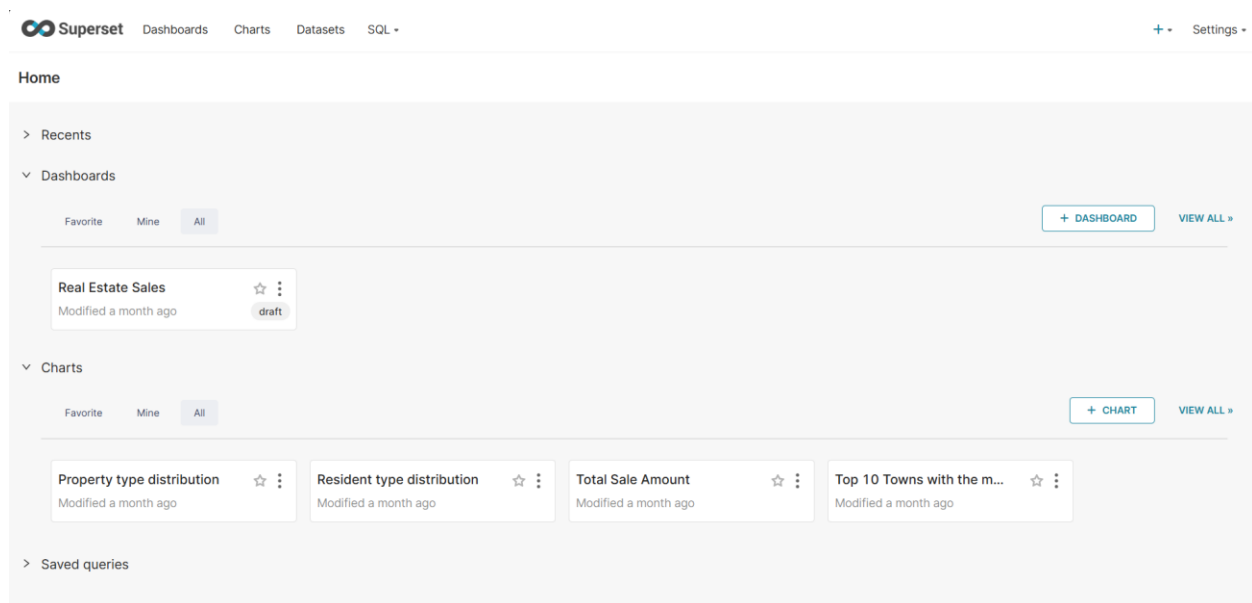 Superset Dashboards Charts Datasets SQL + Settings
Home
Recents
Dashboards
Favorite Mine All + DASHBOARD VIEW ALL »
Real Estate Sales
Modified a month ago draft
Charts
Favorite Mine All + CHART VIEW ALL »
Property type distribution Resident type distribution Total Sale Amount Top 10 Towns with the m...
Modified a month ago Modified a month ago Modified a month ago Modified a month ago
Saved queries